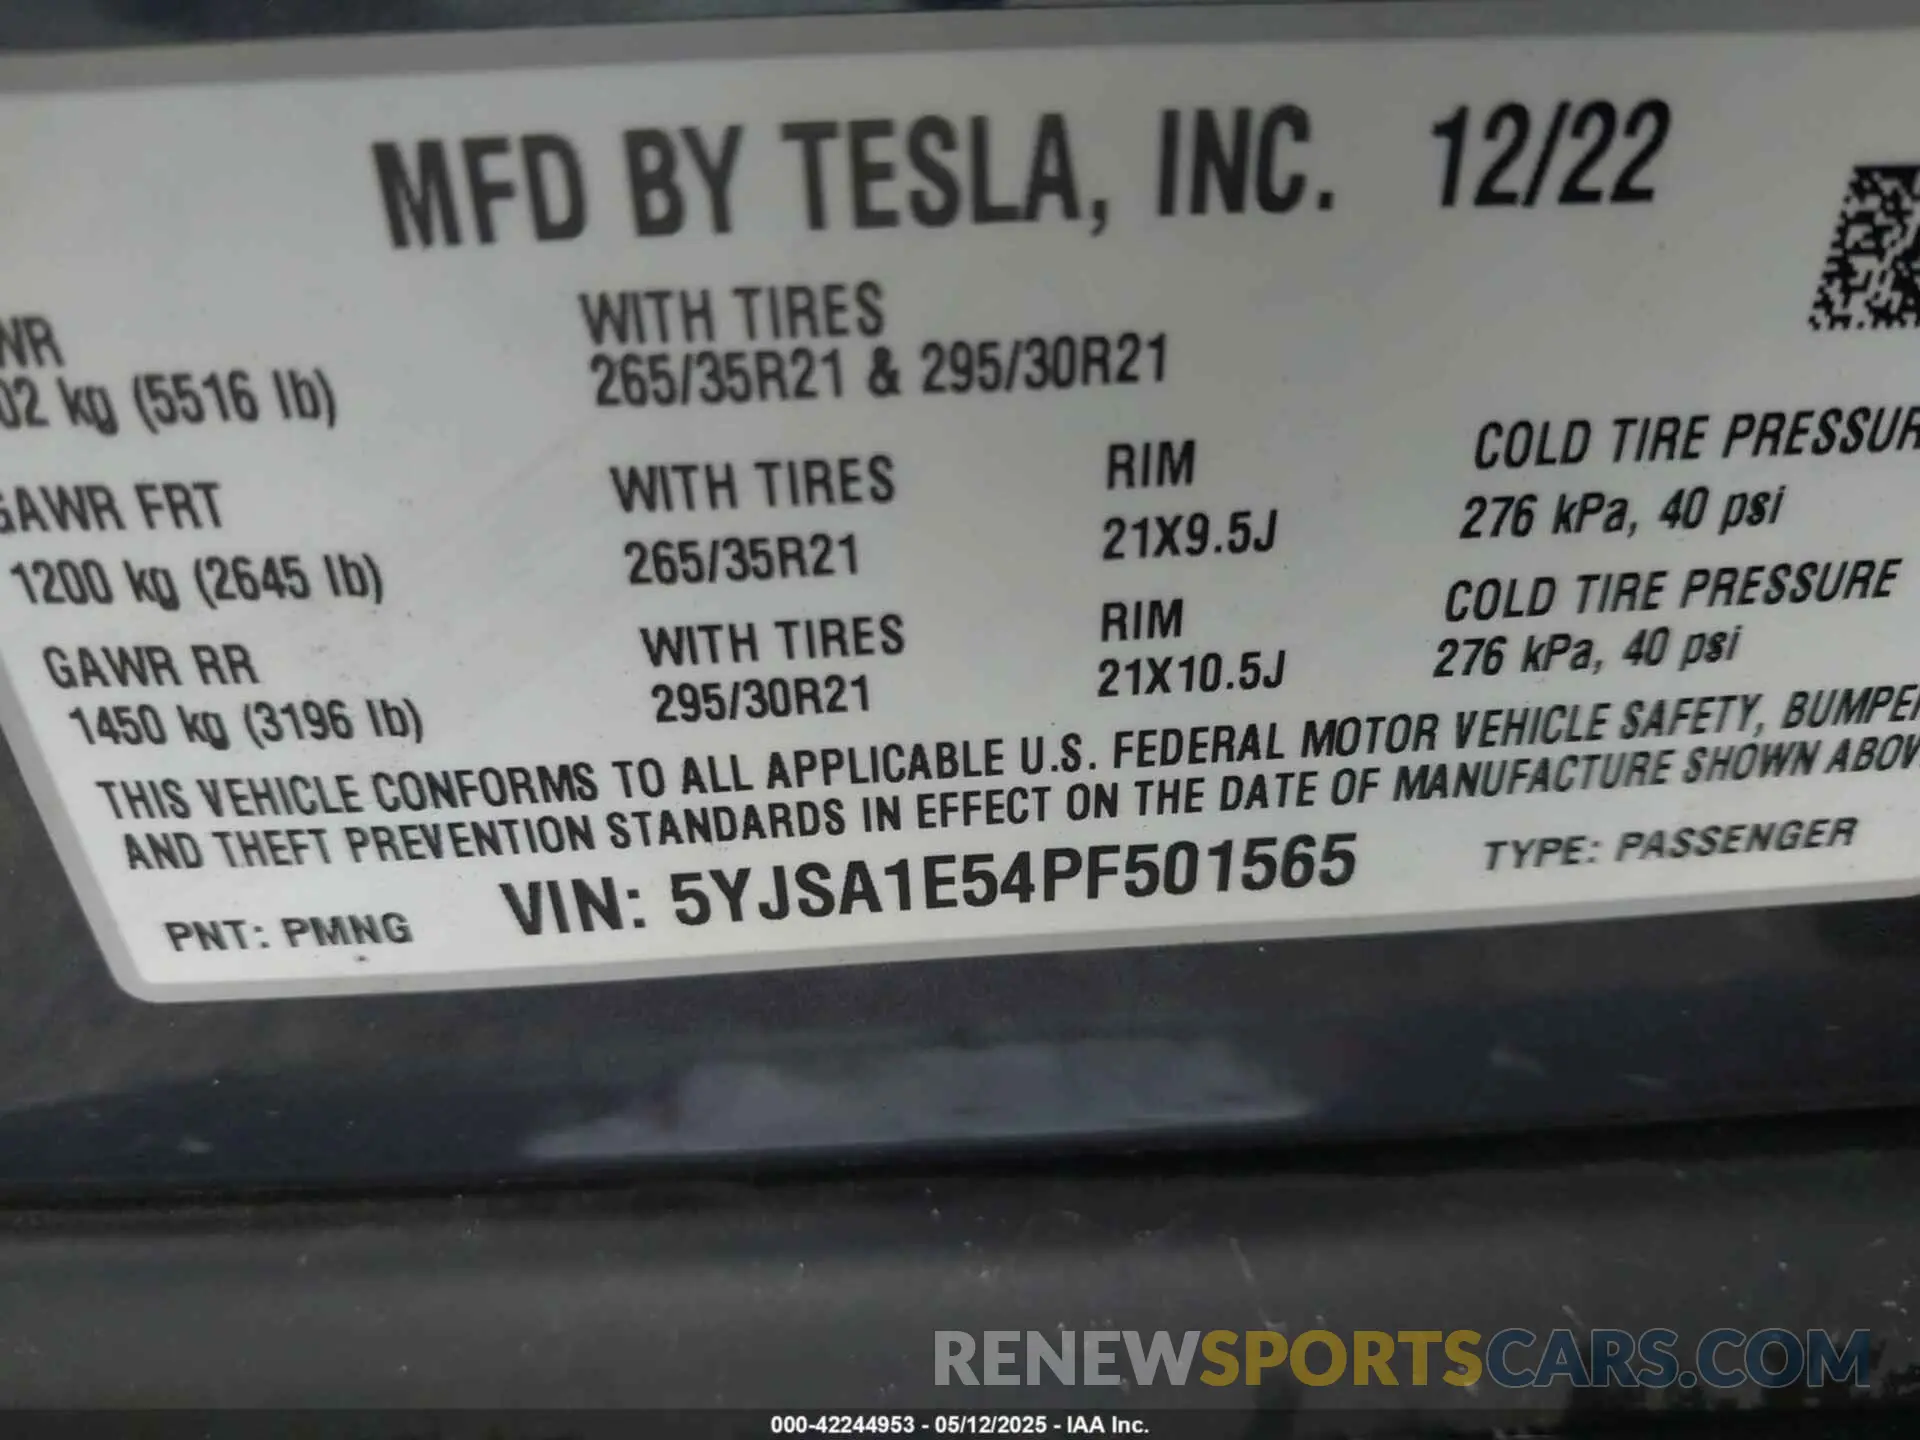 MFD BY TESLA, INC. 12/22
WITH TIRES
02 kg (5516 lb) 265/35R21 & 295/30R21
GAWR FRT WITH TIRES RIM COLD TIRE PRESSUR
1200 kg (2645 lb) 265/35R21 21X9.5J 276 kPa, 40 psi
GAWR RR WITH TIRES RIM COLD TIRE PRESSURE
1450 kg (3196 lb) 295/30R21 21X10.5J 276 kPa, 40 psi
THIS VEHICLE CONFORMS TO ALL APPLICABLE U.S. FEDERAL MOTOR VEHICLE SAFETY, BUMPER
AND THEFT PREVENTION STANDARDS IN EFFECT ON THE DATE OF MANUFACTURE SHOWN ABOV
PNT: PMNG VIN: 5YJSA1E54PF501565 TYPE: PASSENGER
RENEWSPORTSCARS.COM
000-42244953 - 05/12/2025 - IAA Inc.